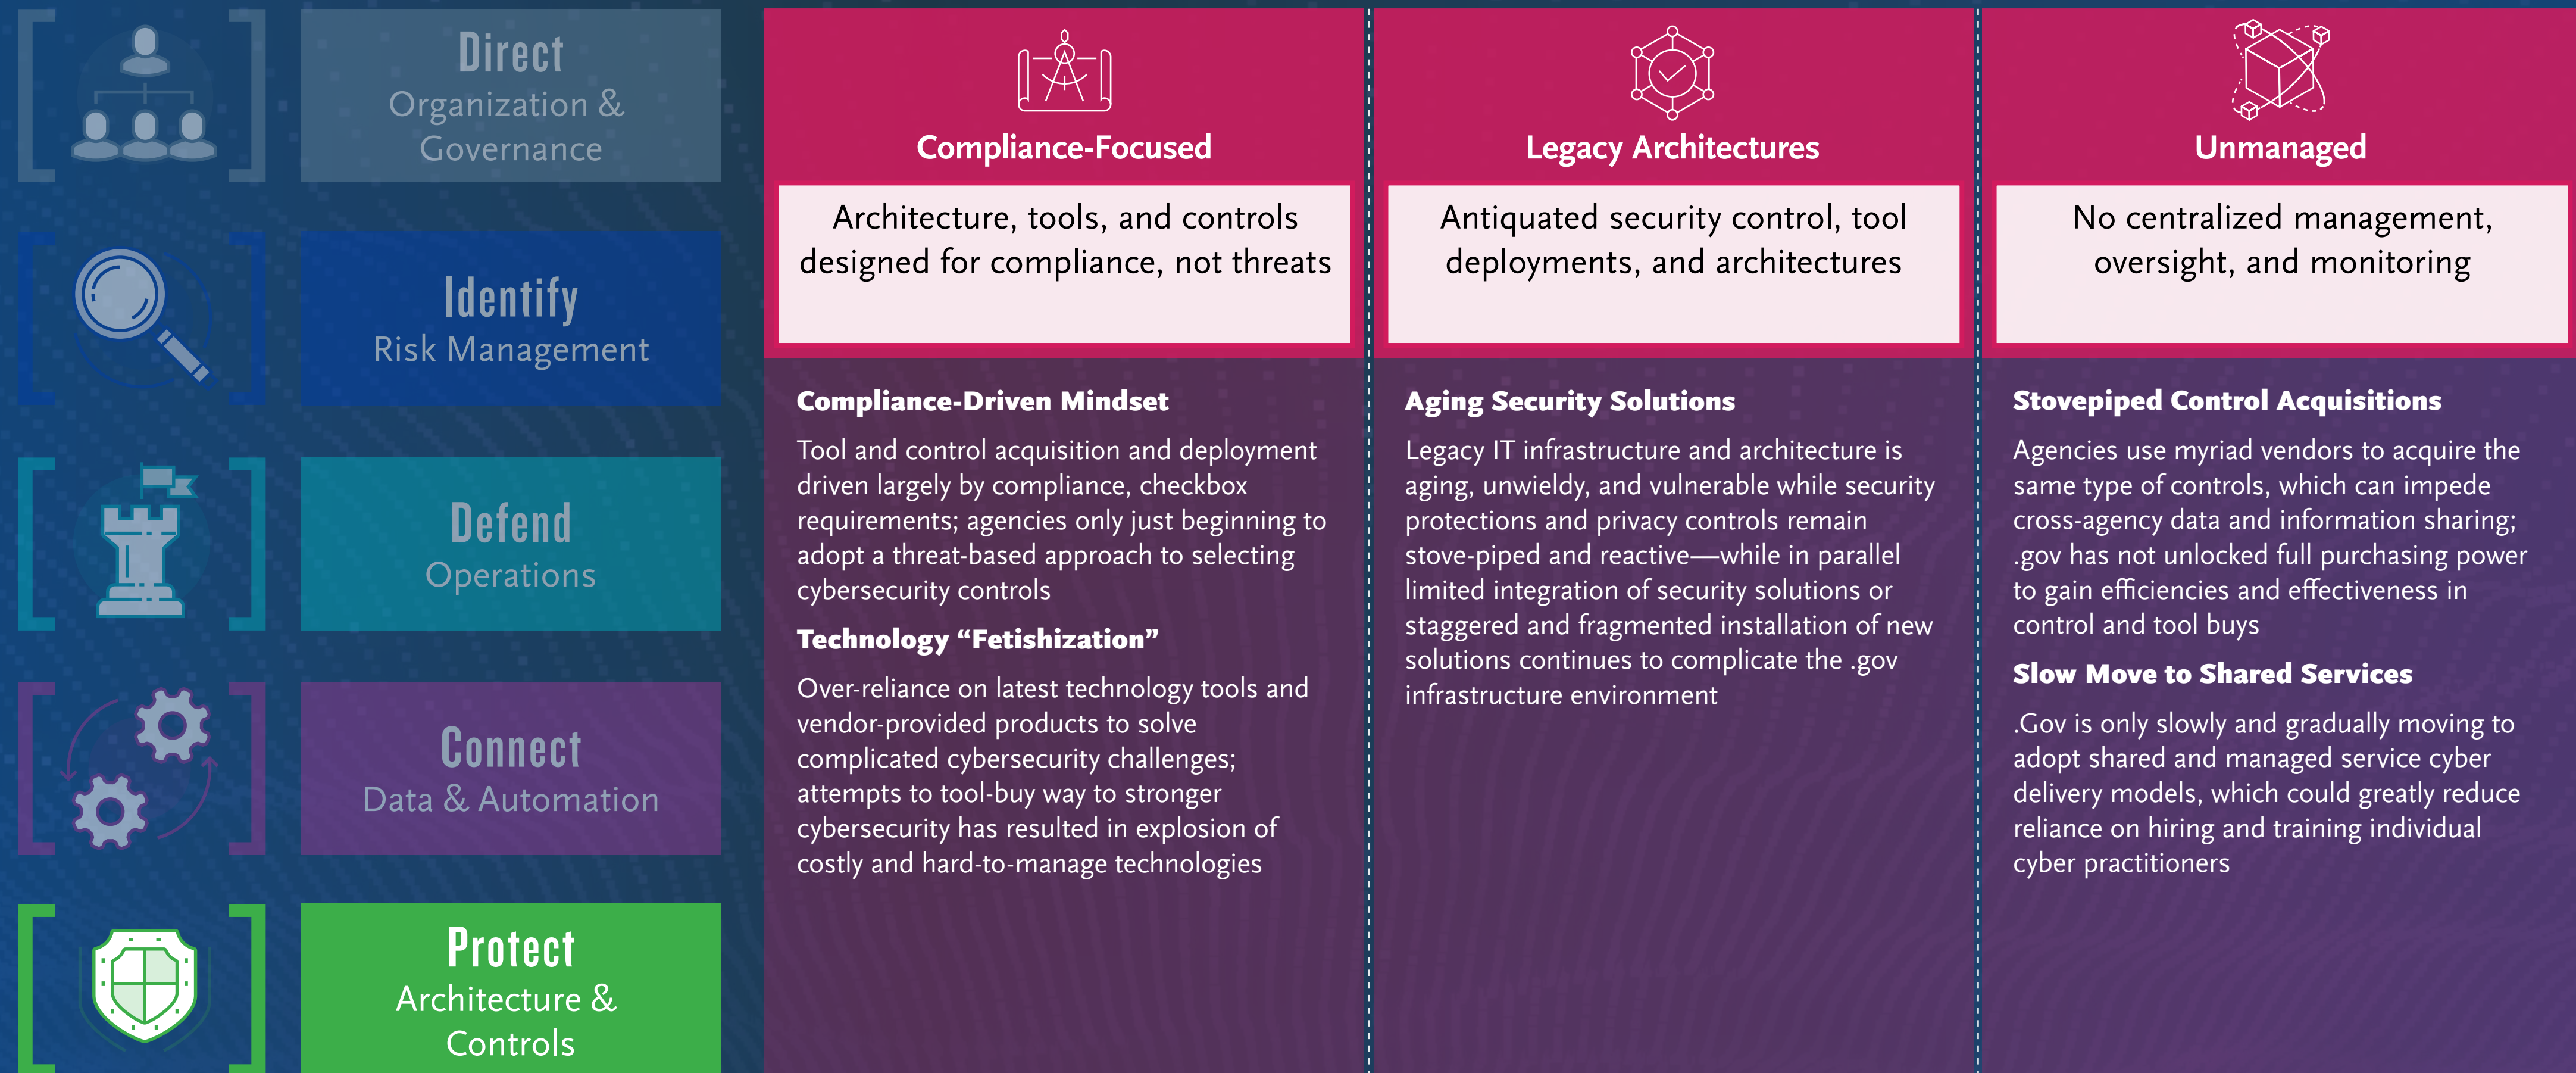 Direct
Organization &
Governance
Identify
Risk Management
Defend
Operations
Connect
Data & Automation
Protect
Architecture &
Controls
Compliance-Focused
Architecture, tools, and controls
designed for compliance, not threats
Compliance-Driven Mindset
Tool and control acquisition and deployment
driven largely by compliance, checkbox
requirements; agencies only just beginning to
adopt a threat-based approach to selecting
cybersecurity controls
Technology “Fetishization”
Over-reliance on latest technology tools and
vendor-provided products to solve
complicated cybersecurity challenges;
attempts to tool-buy way to stronger
cybersecurity has resulted in explosion of
costly and hard-to-manage technologies
Legacy Architectures
Antiquated security control, tool
deployments, and architectures
Aging Security Solutions
Legacy IT infrastructure and architecture is
aging, unwieldy, and vulnerable while security
protections and privacy controls remain
stove-piped and reactive—while in parallel
limited integration of security solutions or
staggered and fragmented installation of new
solutions continues to complicate the .gov
infrastructure environment
Unmanaged
No centralized management,
oversight, and monitoring
Stovepiped Control Acquisitions
Agencies use myriad vendors to acquire the
same type of controls, which can impede
cross-agency data and information sharing;
.gov has not unlocked full purchasing power
to gain efficiencies and effectiveness in
control and tool buys
Slow Move to Shared Services
.Gov is only slowly and gradually moving to
adopt shared and managed service cyber
delivery models, which could greatly reduce
reliance on hiring and training individual
cyber practitioners